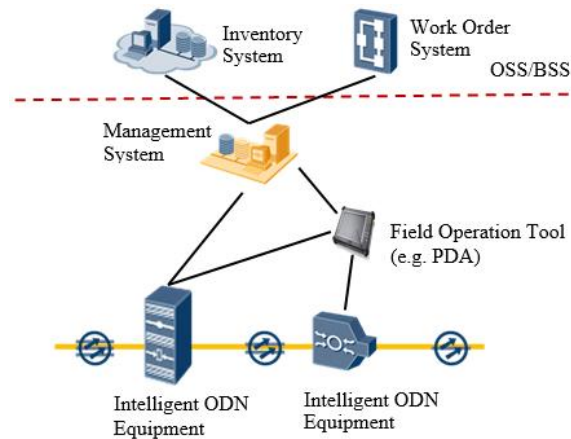 Inventory
System
Work Order
System
OSS/BSS
Management
System
Field Operation Tool
(e.g. PDA)
Intelligent ODN
Equipment
Intelligent ODN
Equipment